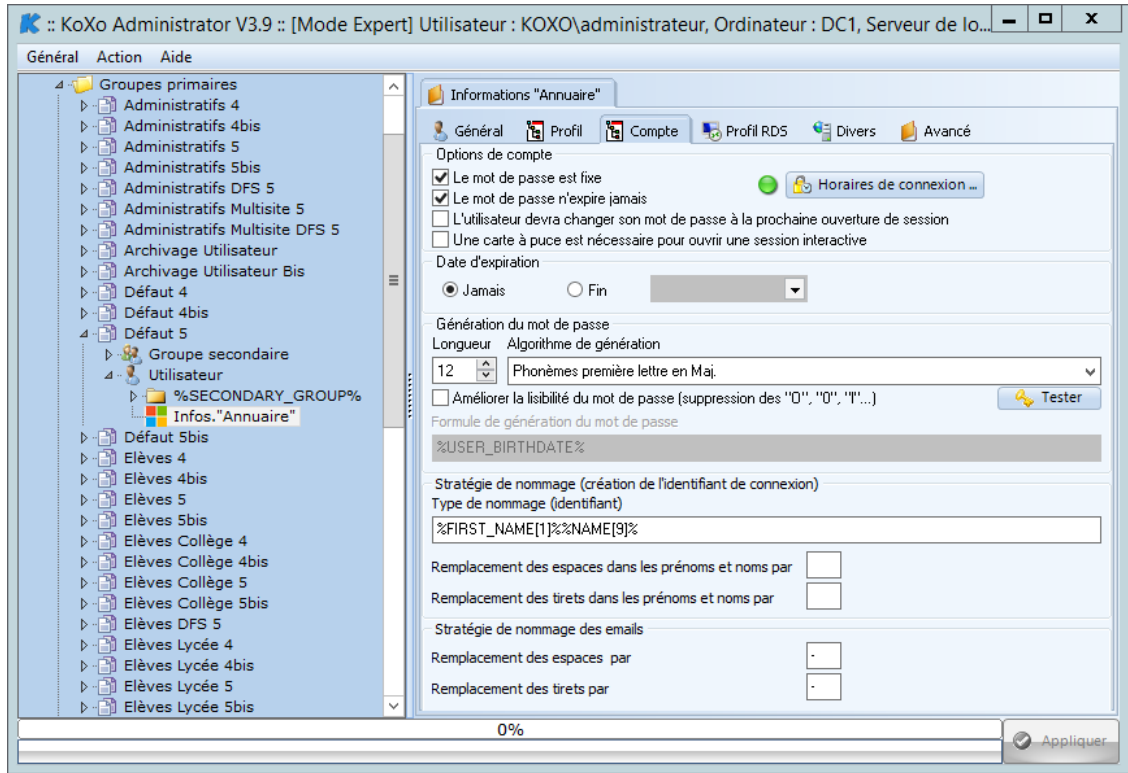 :: KoXo Administrator V3.9 :: [Mode Expert] Utilisateur : KOXO\administrateur, Ordinateur : DC1, Serveur de lo...
Général Action Aide
Groupes primaires
Administratifs 4
Administratifs 4bis
Administratifs 5
Administratifs 5bis
Administratifs DFS 5
Administratifs Multisite 5
Administratifs Multisite DFS 5
Archivage Utilisateur
Archivage Utilisateur Bis
Défaut 4
Défaut 4bis
Défaut 5
Groupe secondaire
Utilisateur
%SECONDARY_GROUP%
Infos."Annuaire"
Défaut 5bis
Elèves 4
Elèves 4bis
Elèves 5
Elèves 5bis
Elèves Collège 4
Elèves Collège 4bis
Elèves Collège 5
Elèves Collège 5bis
Elèves DFS 5
Elèves Lycée 4
Elèves Lycée 4bis
Elèves Lycée 5
Elèves Lycée 5bis
Informations "Annuaire"
Général Profil Compte Profil RDS Divers Avancé
Options de compte
Le mot de passe est fixe
Horaires de connexion ...
Le mot de passe n'expire jamais
L'utilisateur devra changer son mot de passe à la prochaine ouverture de session
Une carte à puce est nécessaire pour ouvrir une session interactive
Date d'expiration
Jamais Fin
Génération du mot de passe
Longueur Algorithme de génération
12 Phonèmes première lettre en Maj.
Améliorer la lisibilité du mot de passe (suppression des "O", "0", "l"...)
Tester
Formule de génération du mot de passe
%USER_BIRTHDATE%
Stratégie de nommage (création de l'identifiant de connexion)
Type de nommage (identifiant)
%FIRST_NAME[1]%%NAME[9]%
Remplacement des espaces dans les prénoms et noms par
Remplacement des tirets dans les prénoms et noms par
Stratégie de nommage des emails
Remplacement des espaces par -
Remplacement des tirets par -
0%
Appliquer